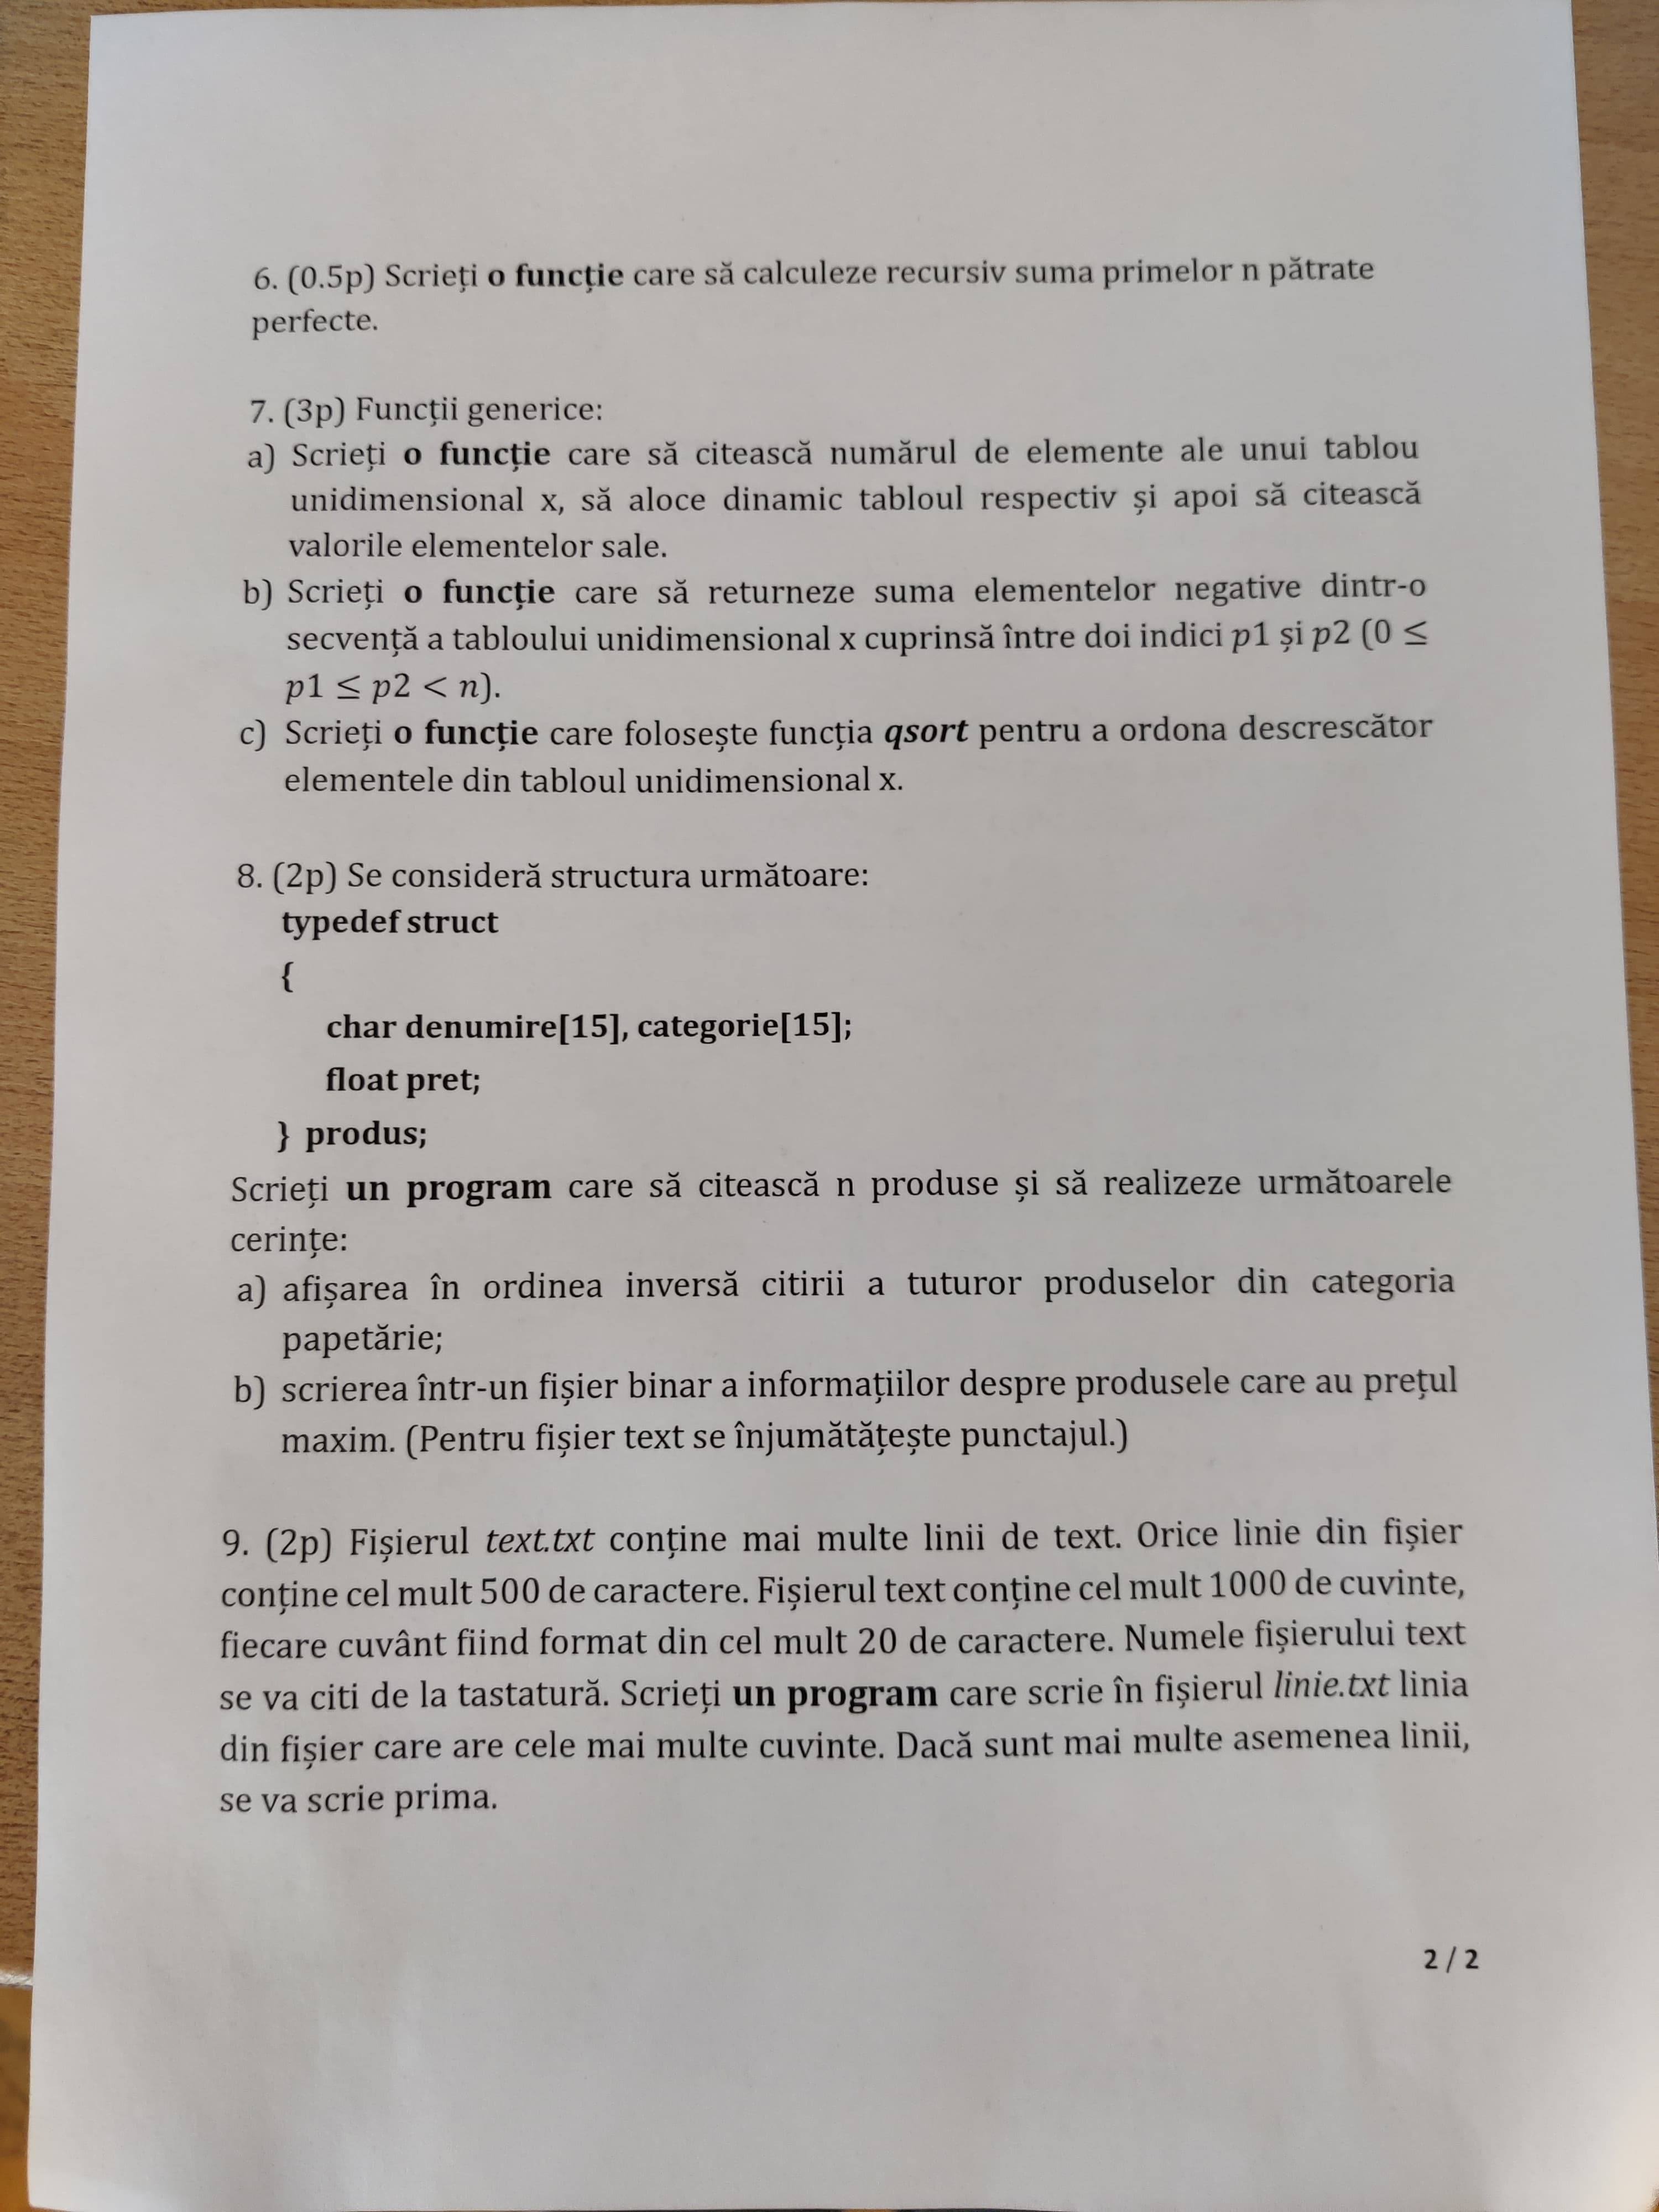 6. (0.5p) Scrieți o funcție care să calculeze recursiv suma primelor n pătrate
perfecte.
7. (3p) Funcții generice:
a) Scrieți o funcție care să citească numărul de elemente ale unui tablou
unidimensional x, să aloce dinamic tabloul respectiv și apoi să citească
valorile elementelor sale.
b) Scrieți o funcție care să returneze suma elementelor negative dintr-o
secvență a tabloului unidimensional x cuprinsă între doi indici p1 și p2 (0 ≤
p1 ≤ p2 < n).
c) Scrieți o funcție care folosește funcția qsort pentru a ordona descrescător
elementele din tabloul unidimensional x.
8. (2p) Se consideră structura următoare:
typedef struct
{
char denumire[15], categorie[15];
float pret;
} produs;
Scrieți un program care să citească n produse și să realizeze următoarele
cerințe:
a) afișarea în ordinea inversă citirii a tuturor produselor din categoria
papetărie;
b) scrierea într-un fișier binar a informațiilor despre produsele care au prețul
maxim. (Pentru fișier text se înjumătățește punctajul.)
9. (2p) Fișierul text.txt conține mai multe linii de text. Orice linie din fișier
conține cel mult 500 de caractere. Fișierul text conține cel mult 1000 de cuvinte,
fiecare cuvânt fiind format din cel mult 20 de caractere. Numele fișierului text
se va citi de la tastatură. Scrieți un program care scrie în fișierul linie.txt linia
din fișier care are cele mai multe cuvinte. Dacă sunt mai multe asemenea linii,
se va scrie prima.
2 / 2